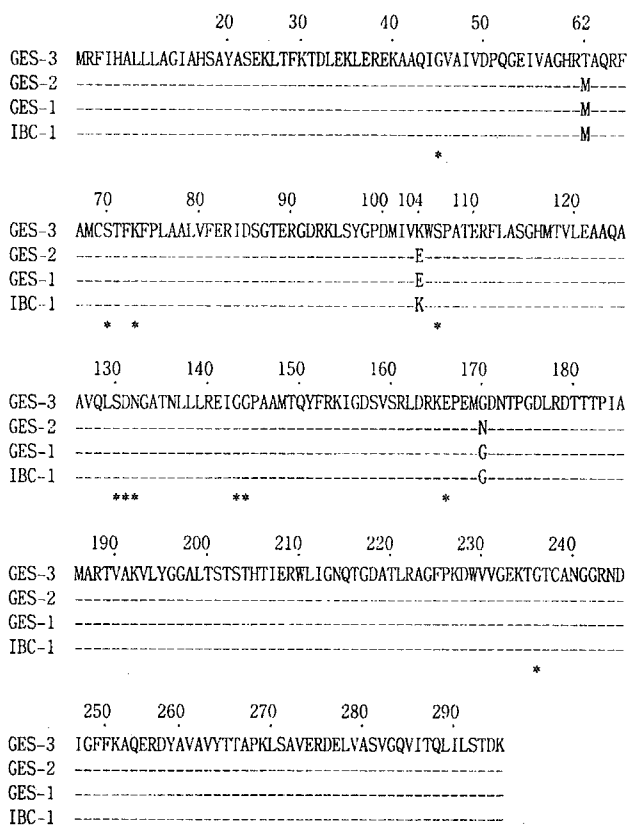 20 30 40 50 62
GES-3 MRFIHALLLAGIAHSAYASEKLTFKTDLEKLEREKAAQIGVAIVDPQGEIVAGHRTAQRF
GES-2 -------------------------------------------------------M----
GES-1 -------------------------------------------------------M----
IBC-1 -------------------------------------------------------M----
*
70 80 90 100 104 110 120
GES-3 AMCSTFKFPLAALVFERIDSGTERGDRKLSYGPDMIVKWSPATERFLASGHMTVLEAAQA
GES-2 -------------------------------------E----------------------
GES-1 -------------------------------------E----------------------
IBC-1 -------------------------------------K----------------------
* * *
130 140 150 160 170 180
GES-3 AVQLSDNGATNLLLREIGGPAAMTQYFRKIGDSVSRLDRKEPEMGDNTPGDLRDTTTPIA
GES-2 --------------------------------------------N---------------
GES-1 --------------------------------------------G---------------
IBC-1 --------------------------------------------G---------------
*** ** *
190 200 210 220 230 240
GES-3 MARTVAKVLYGGALTSTSTHTIERWLIGNQTGDATLRAGFPKDWVVGEKTGTCANGGRND
GES-2 ------------------------------------------------------------
GES-1 ------------------------------------------------------------
IBC-1 ------------------------------------------------------------
*
250 260 270 280 290
GES-3 IGFFKAQERDYAVAVYTTAPKLSAVERDELVASVGQVITQLILSTDK
GES-2 -----------------------------------------------
GES-1 -----------------------------------------------
IBC-1 -----------------------------------------------